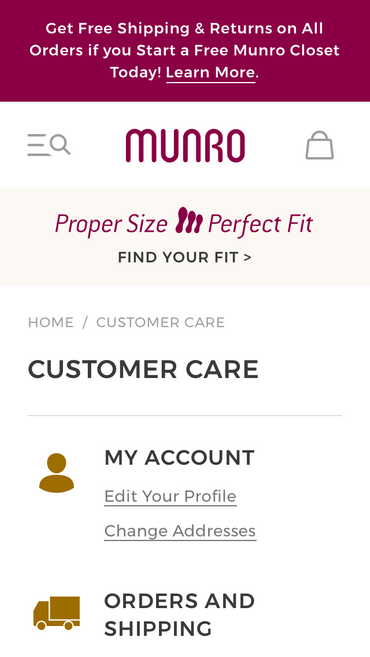 Get Free Shipping & Returns on All
Orders if you Start a Free Munro Closet
Today! Learn More.
MUNRO
Proper Size Perfect Fit
FIND YOUR FIT >
HOME / CUSTOMER CARE
CUSTOMER CARE
MY ACCOUNT
Edit Your Profile
Change Addresses
ORDERS AND
SHIPPING